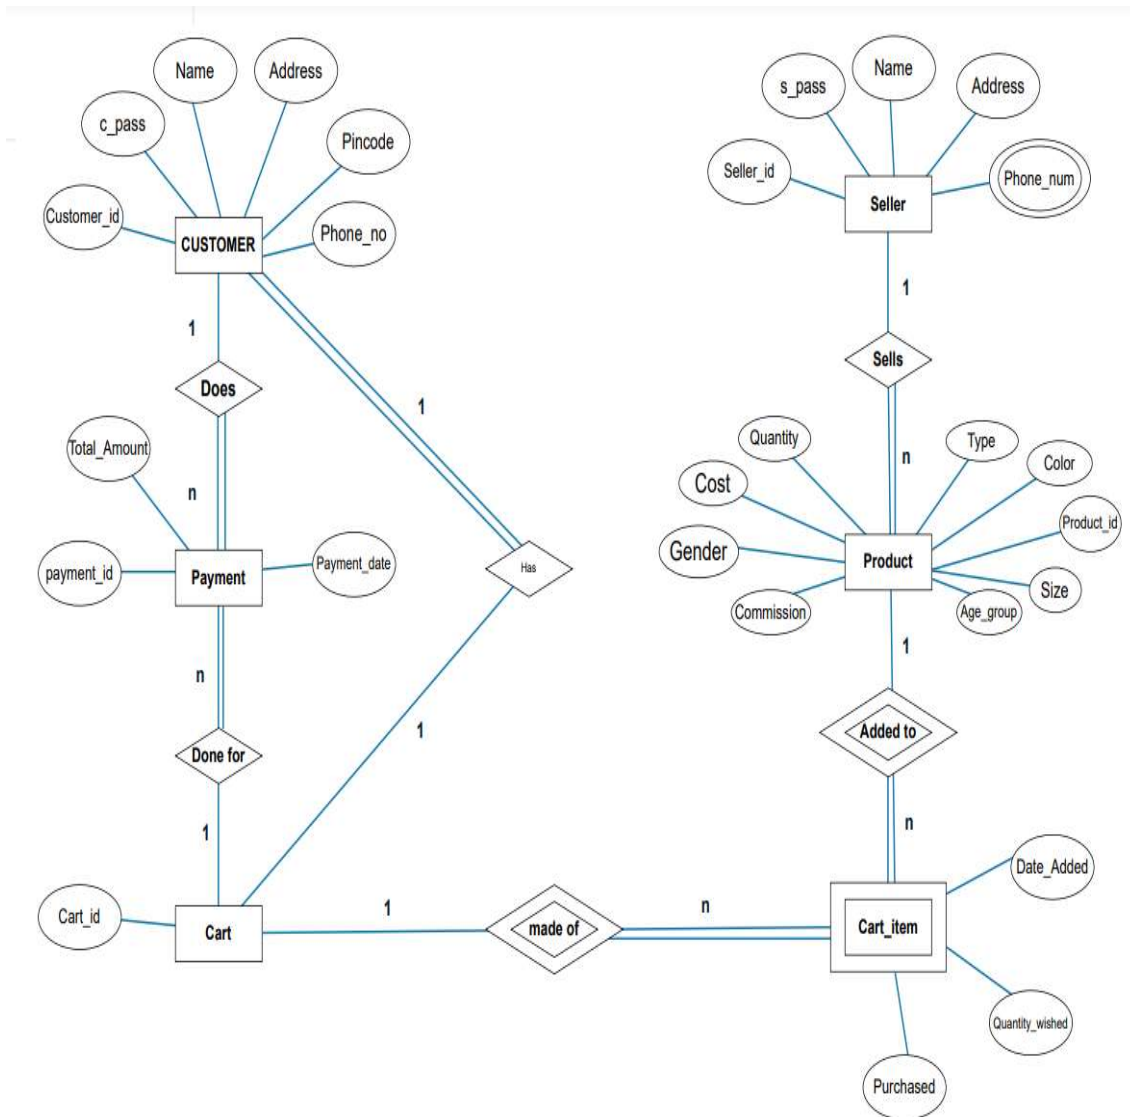 Name
Address
c_pass
Pincode
Customer_id
Phone_no
CUSTOMER
1
Does
1
Total_Amount
n
payment_id
Payment
Payment_date
Has
n
Done for
1
1
Cart_id
Cart
1
made of
n
s_pass
Name
Address
Seller_id
Phone_num
Seller
1
Sells
Quantity
Type
n
Color
Cost
Product_id
Gender
Product
Size
Commission
Age_group
1
Added to
n
Date_Added
Cart_item
Quantity_wished
Purchased